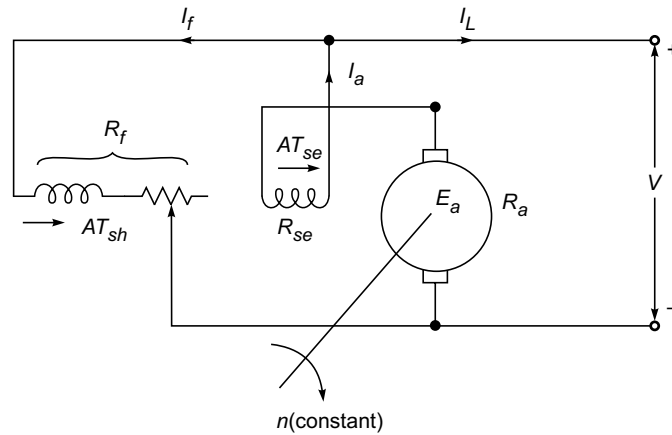 I_f
I_L
+
I_a
R_f
AT_se
V
E_a
R_a
AT_sh
R_se
–
n(constant)